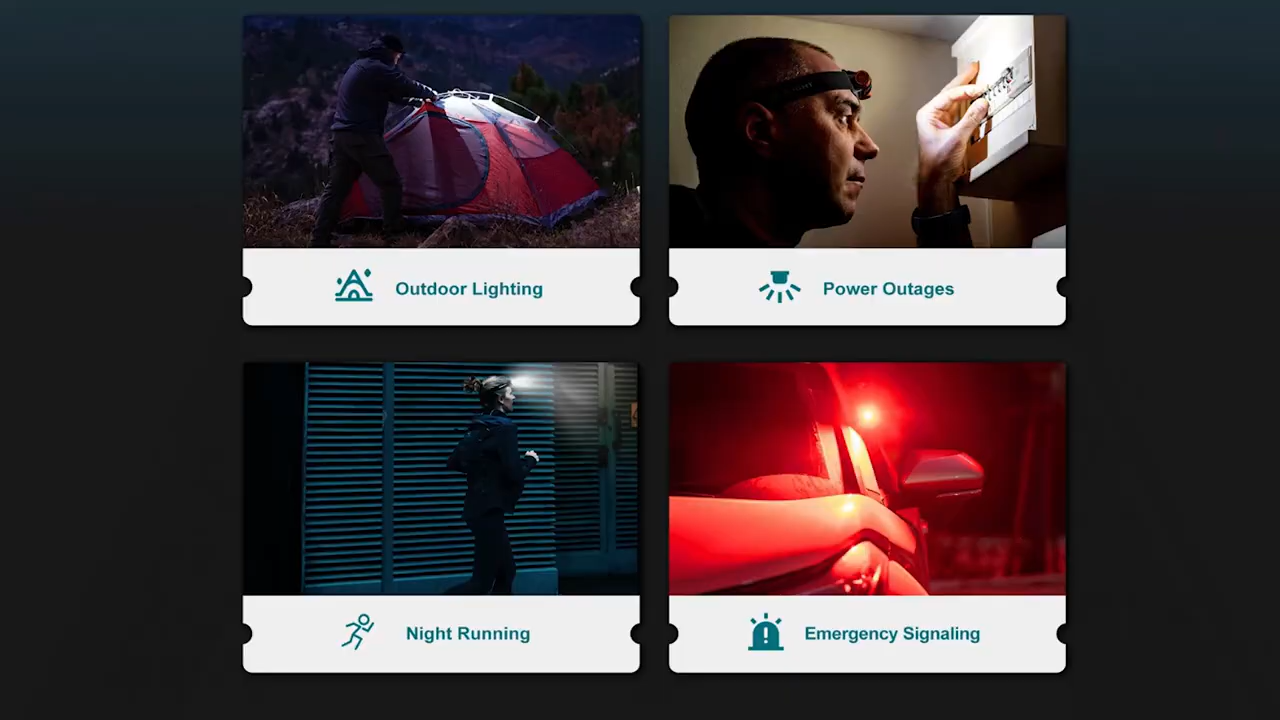 Outdoor Lighting
Power Outages
Night Running
Emergency Signaling